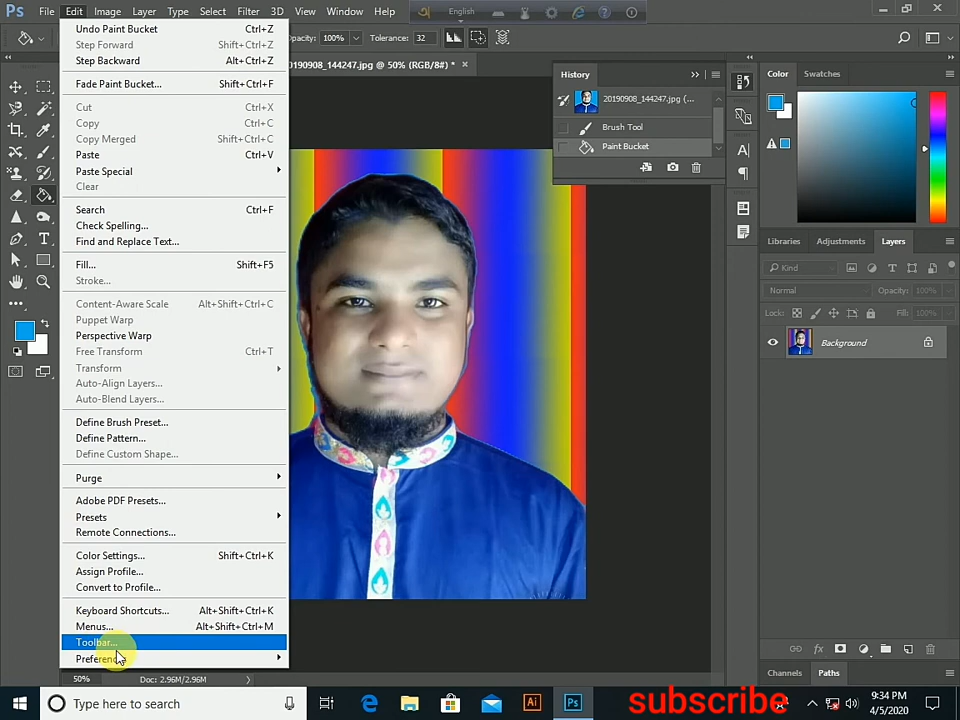 Ps File Edit Image Layer Type Select Filter 3D View Window Help
English
Opacity: 100% Tolerance: 32
Undo Paint Bucket Ctrl+Z
Step Forward Shift+Ctrl+Z
Step Backward Alt+Ctrl+Z
Fade Paint Bucket... Shift+Ctrl+F
Cut Ctrl+X
Copy Ctrl+C
Copy Merged Shift+Ctrl+C
Paste Ctrl+V
Paste Special
Clear
Search Ctrl+F
Check Spelling...
Find and Replace Text...
Fill... Shift+F5
Stroke...
Content-Aware Scale Alt+Shift+Ctrl+C
Puppet Warp
Perspective Warp
Free Transform Ctrl+T
Transform
Auto-Align Layers...
Auto-Blend Layers...
Define Brush Preset...
Define Pattern...
Define Custom Shape...
Purge
Adobe PDF Presets...
Presets
Remote Connections...
Color Settings... Shift+Ctrl+K
Assign Profile...
Convert to Profile...
Keyboard Shortcuts... Alt+Shift+Ctrl+K
Menus... Alt+Shift+Ctrl+M
Toolbar...
0190908_144247.jpg @ 50% (RGB/8#) *
History
20190908_144247.jpg (...
Brush Tool
Paint Bucket
Color Swatches
Libraries Adjustments Layers
Kind
Normal Opacity: 100%
Lock: Fill: 100%
Background
Channels Paths
50% Doc: 2.96M/2.96M
subscribe
Type here to search
Ai Ps
9:34 PM
4/5/2020